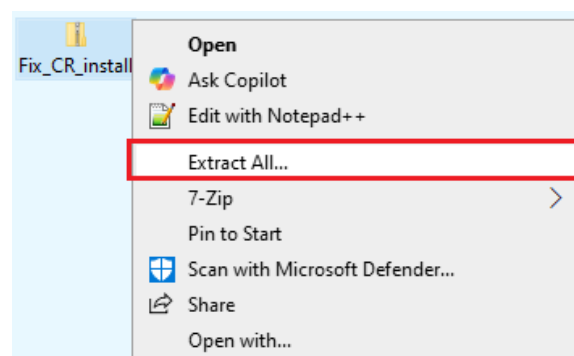 Open
Fix_CR_install
Ask Copilot
Edit with Notepad++
Extract All...
7-Zip
Pin to Start
Scan with Microsoft Defender...
Share
Open with...